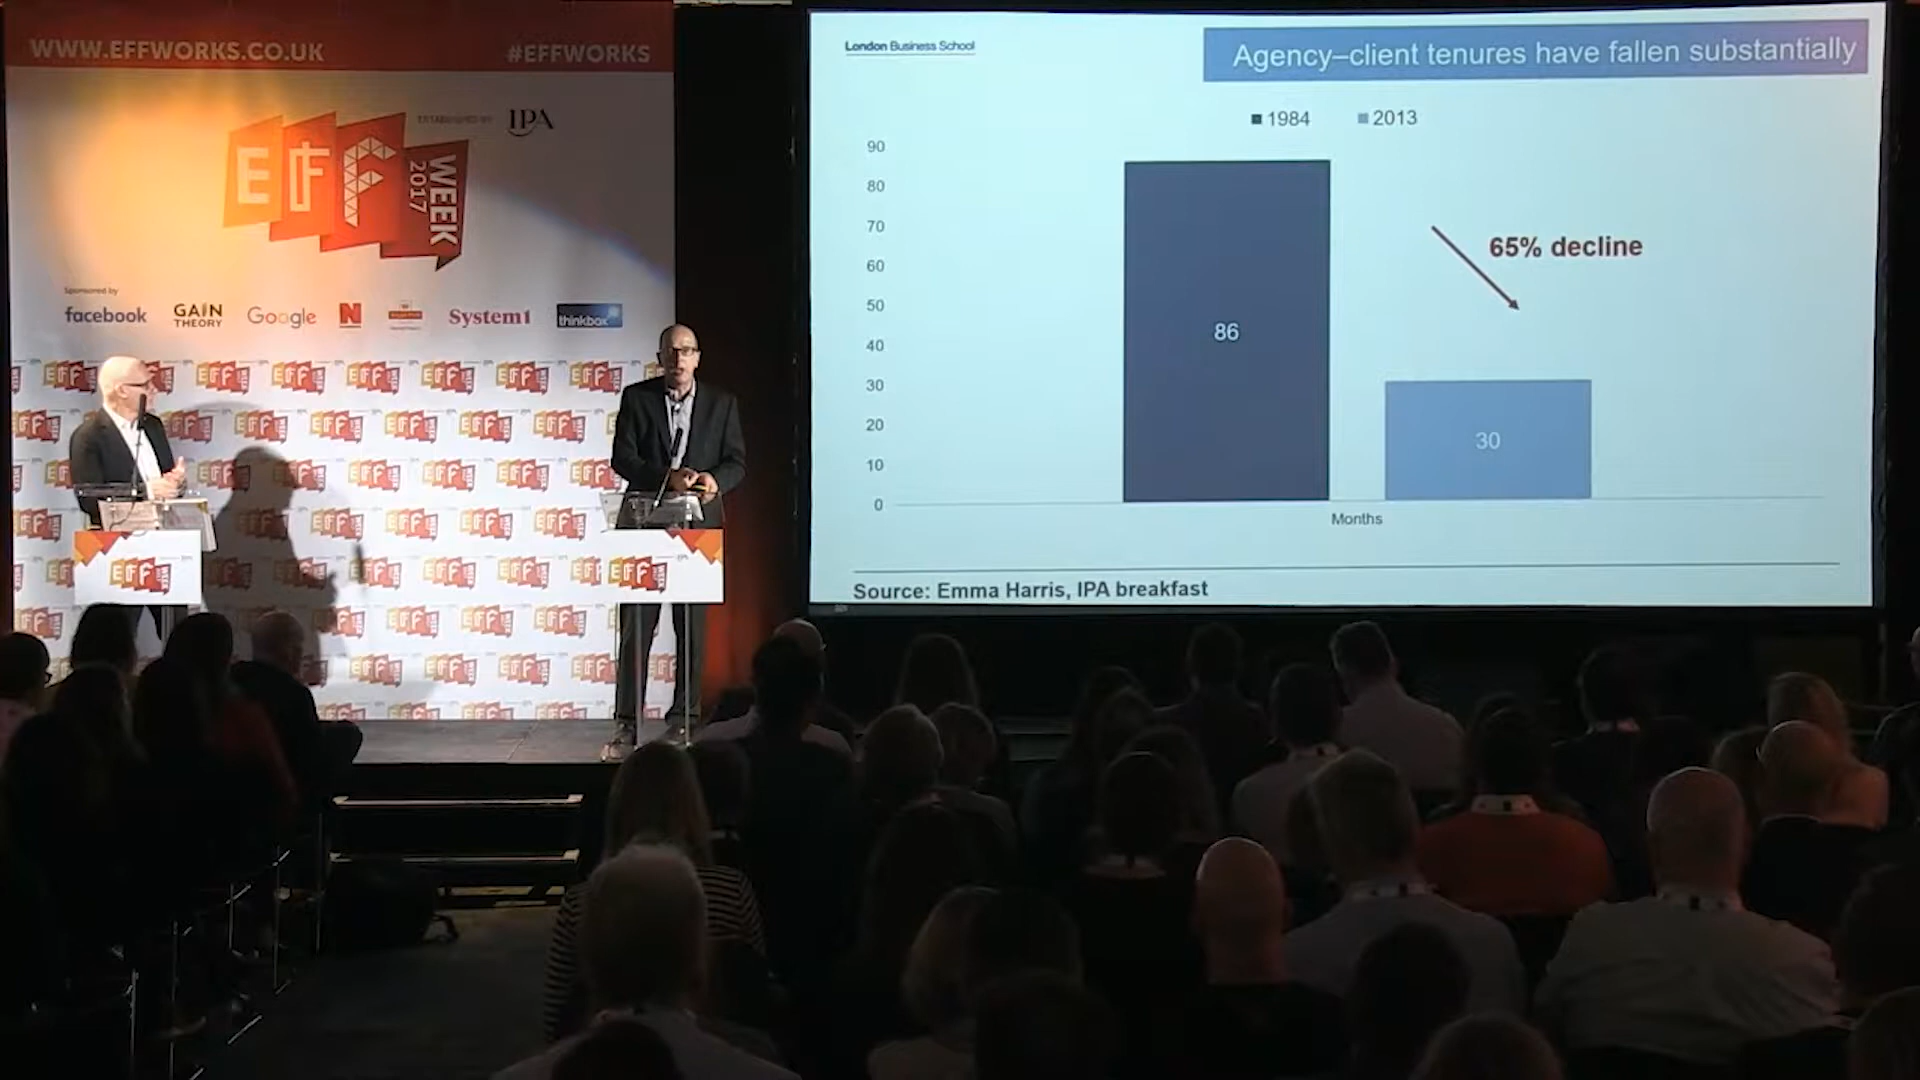 WWW.EFFWORKS.CO.UK
#EFFWORKS
IPA
EFF
WEEK
2017
Sponsored by
facebook
GAIN
THEORY
Google
N
System1
thinkbox
London Business School
Agency–client tenures have fallen substantially
1984 2013
90
80
70
60
50
40
30
20
10
0
86
30
65% decline
Months
Source: Emma Harris, IPA breakfast